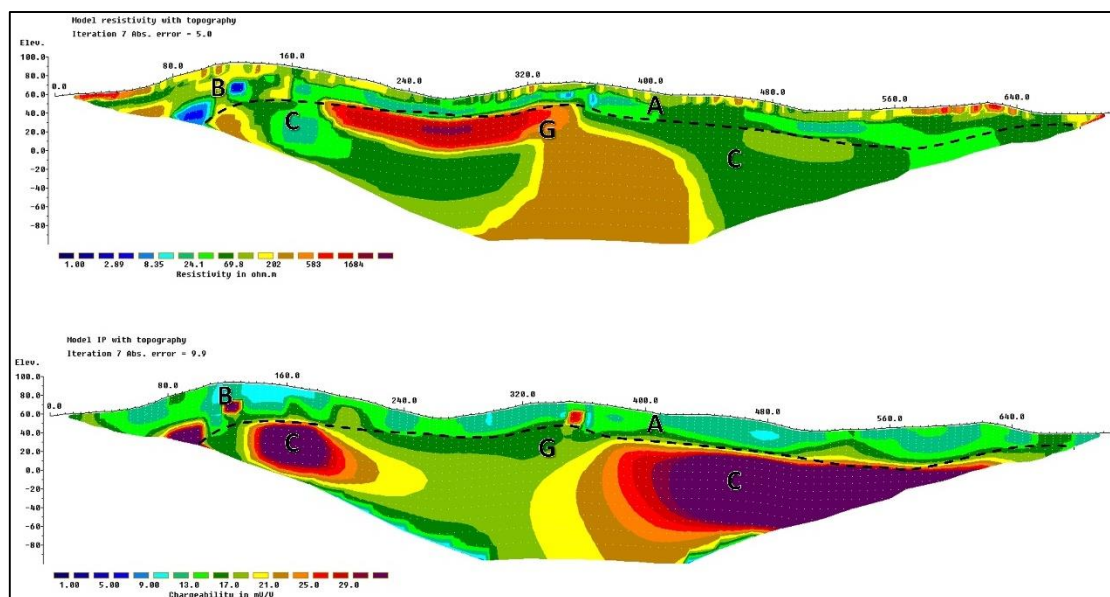 Model resistivity with topography
Iteration 7 Abs. error = 5.0
Elev.
100.0
80.0
60.0
40.0
20.0
0.0
-20
-40
-60
-80
0.0 80.0 160.0 240.0 320.0 400.0 480.0 560.0 640.0
B C G A C
1.00 2.89 8.35 24.1 69.8 202 583 1684
Resistivity in ohm.m
Model IP with topography
Iteration 7 Abs. error = 9.9
Elev.
100.0
80.0
60.0
40.0
20.0
0.0
-20
-40
-60
-80
0.0 80.0 160.0 240.0 320.0 400.0 480.0 560.0 640.0
B C G A C
1.00 5.00 9.00 13.0 17.0 21.0 25.0 29.0
Chargeability in mV/V